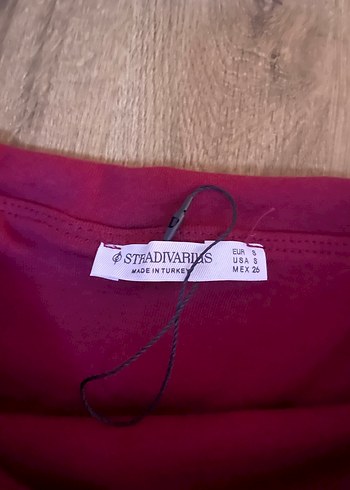 STRADIVARIUS
MADE IN TURKEY
EUR S
USA S
MEX 26